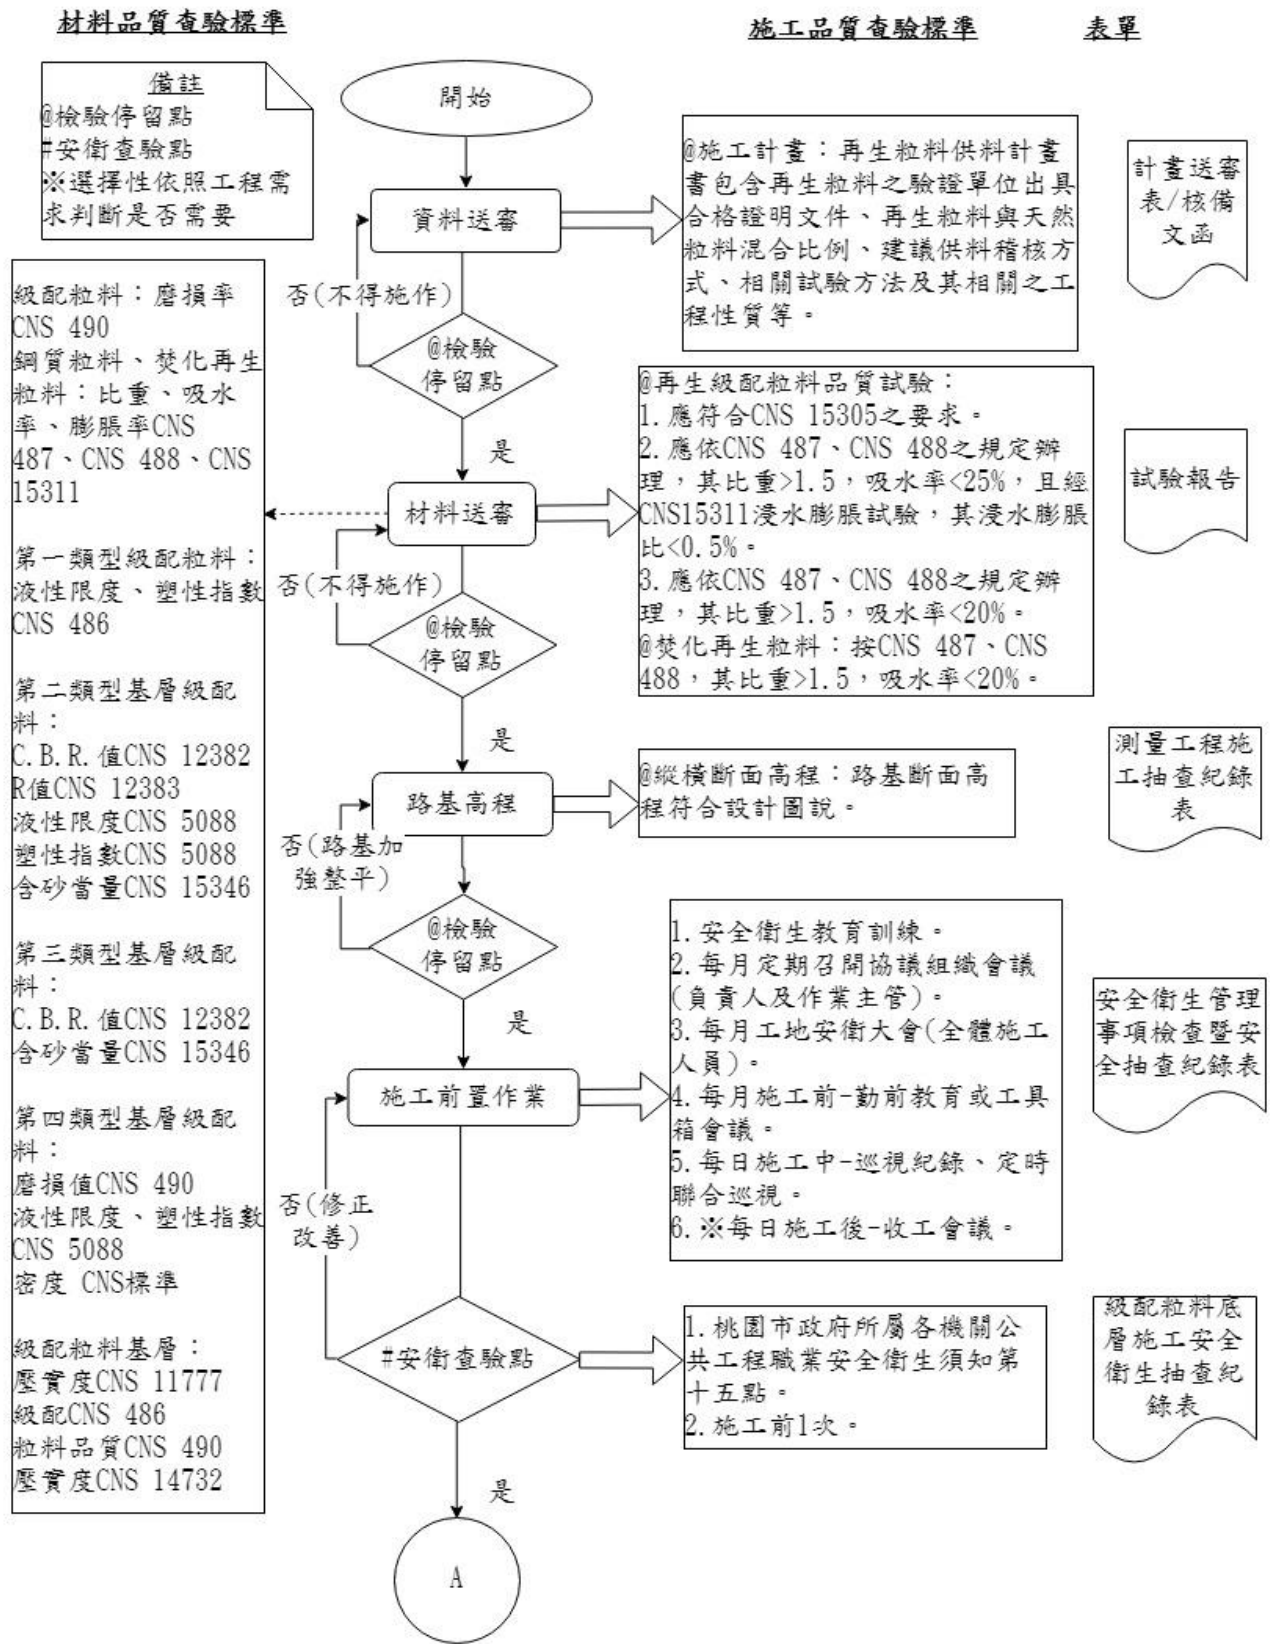 材料品質查驗標準
施工品質查驗標準
表單
備註
@檢驗停留點
#安衛查驗點
※選擇性依照工程需
求判斷是否需要
級配粒料：磨損率
CNS 490
鋼質粒料、焚化再生
粒料：比重、吸水
率、膨脹率CNS
487、CNS 488、CNS
15311
第一類型級配粒料：
液性限度、塑性指數
CNS 486
第二類型基層級配
料：
C.B.R.值CNS 12382
R值CNS 12383
液性限度CNS 5088
塑性指數CNS 5088
含砂當量CNS 15346
第三類型基層級配
料：
C.B.R.值CNS 12382
含砂當量CNS 15346
第四類型基層級配
料：
磨損值CNS 490
液性限度、塑性指數
CNS 5088
密度 CNS標準
級配粒料基層：
壓實度CNS 11777
級配CNS 486
粒料品質CNS 490
壓實度CNS 14732
開始
資料送審
否(不得施作)
@檢驗
停留點
是
材料送審
否(不得施作)
@檢驗
停留點
是
路基高程
否(路基加
強整平)
@檢驗
停留點
是
施工前置作業
否(修正
改善)
#安衛查驗點
是
A
@施工計畫：再生粒料供料計畫
書包含再生粒料之驗證單位出具
合格證明文件、再生粒料與天然
粒料混合比例、建議供料稽核方
式、相關試驗方法及其相關之工
程性質等。
@再生級配粒料品質試驗：
1.應符合CNS 15305之要求。
2.應依CNS 487、CNS 488之規定辦
理，其比重>1.5，吸水率<25%，且經
CNS15311浸水膨脹試驗，其浸水膨脹
比<0.5%。
3.應依CNS 487、CNS 488之規定辦
理，其比重>1.5，吸水率<20%。
@焚化再生粒料：按CNS 487、CNS
488，其比重>1.5，吸水率<20%。
@縱橫斷面高程：路基斷面高
程符合設計圖說。
1.安全衛生教育訓練。
2.每月定期召開協議組織會議
(負責人及作業主管)。
3.每月工地安衛大會(全體施工
人員)。
4.每月施工前-勤前教育或工具
箱會議。
5.每日施工中-巡視紀錄、定時
聯合巡視。
6.※每日施工後-收工會議。
1.桃園市政府所屬各機關公
共工程職業安全衛生須知第
十五點。
2.施工前1次。
計畫送審
表/核備
文函
試驗報告
測量工程施
工抽查紀錄
表
安全衛生管理
事項檢查暨安
全抽查紀錄表
級配粒料底
層施工安全
衛生抽查紀
錄表